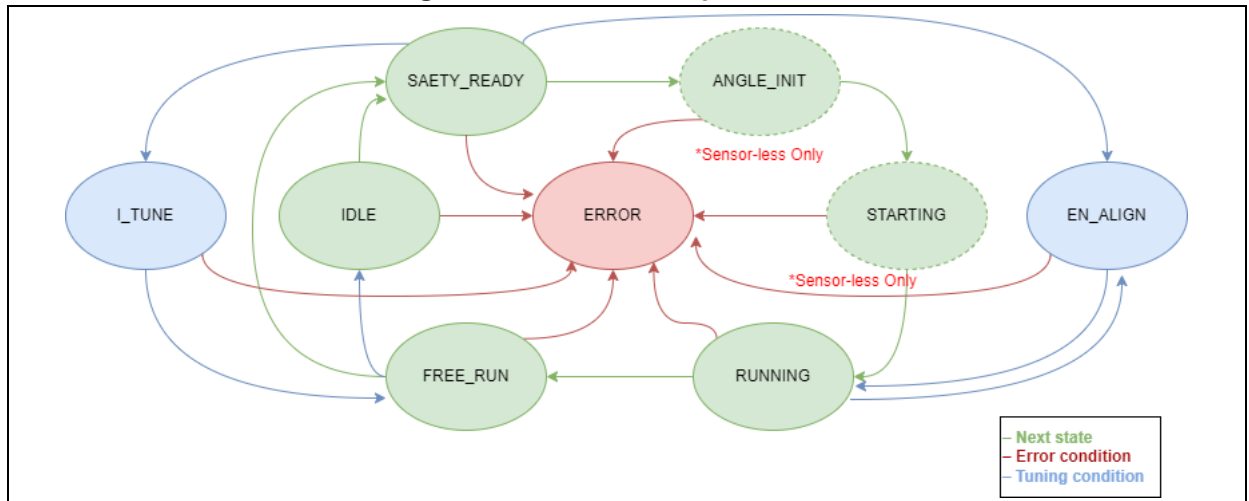 SAETY_READY
ANGLE_INIT
*Sensor-less Only
I_TUNE
IDLE
ERROR
STARTING
EN_ALIGN
*Sensor-less Only
FREE_RUN
RUNNING
– Next state
– Error condition
– Tuning condition